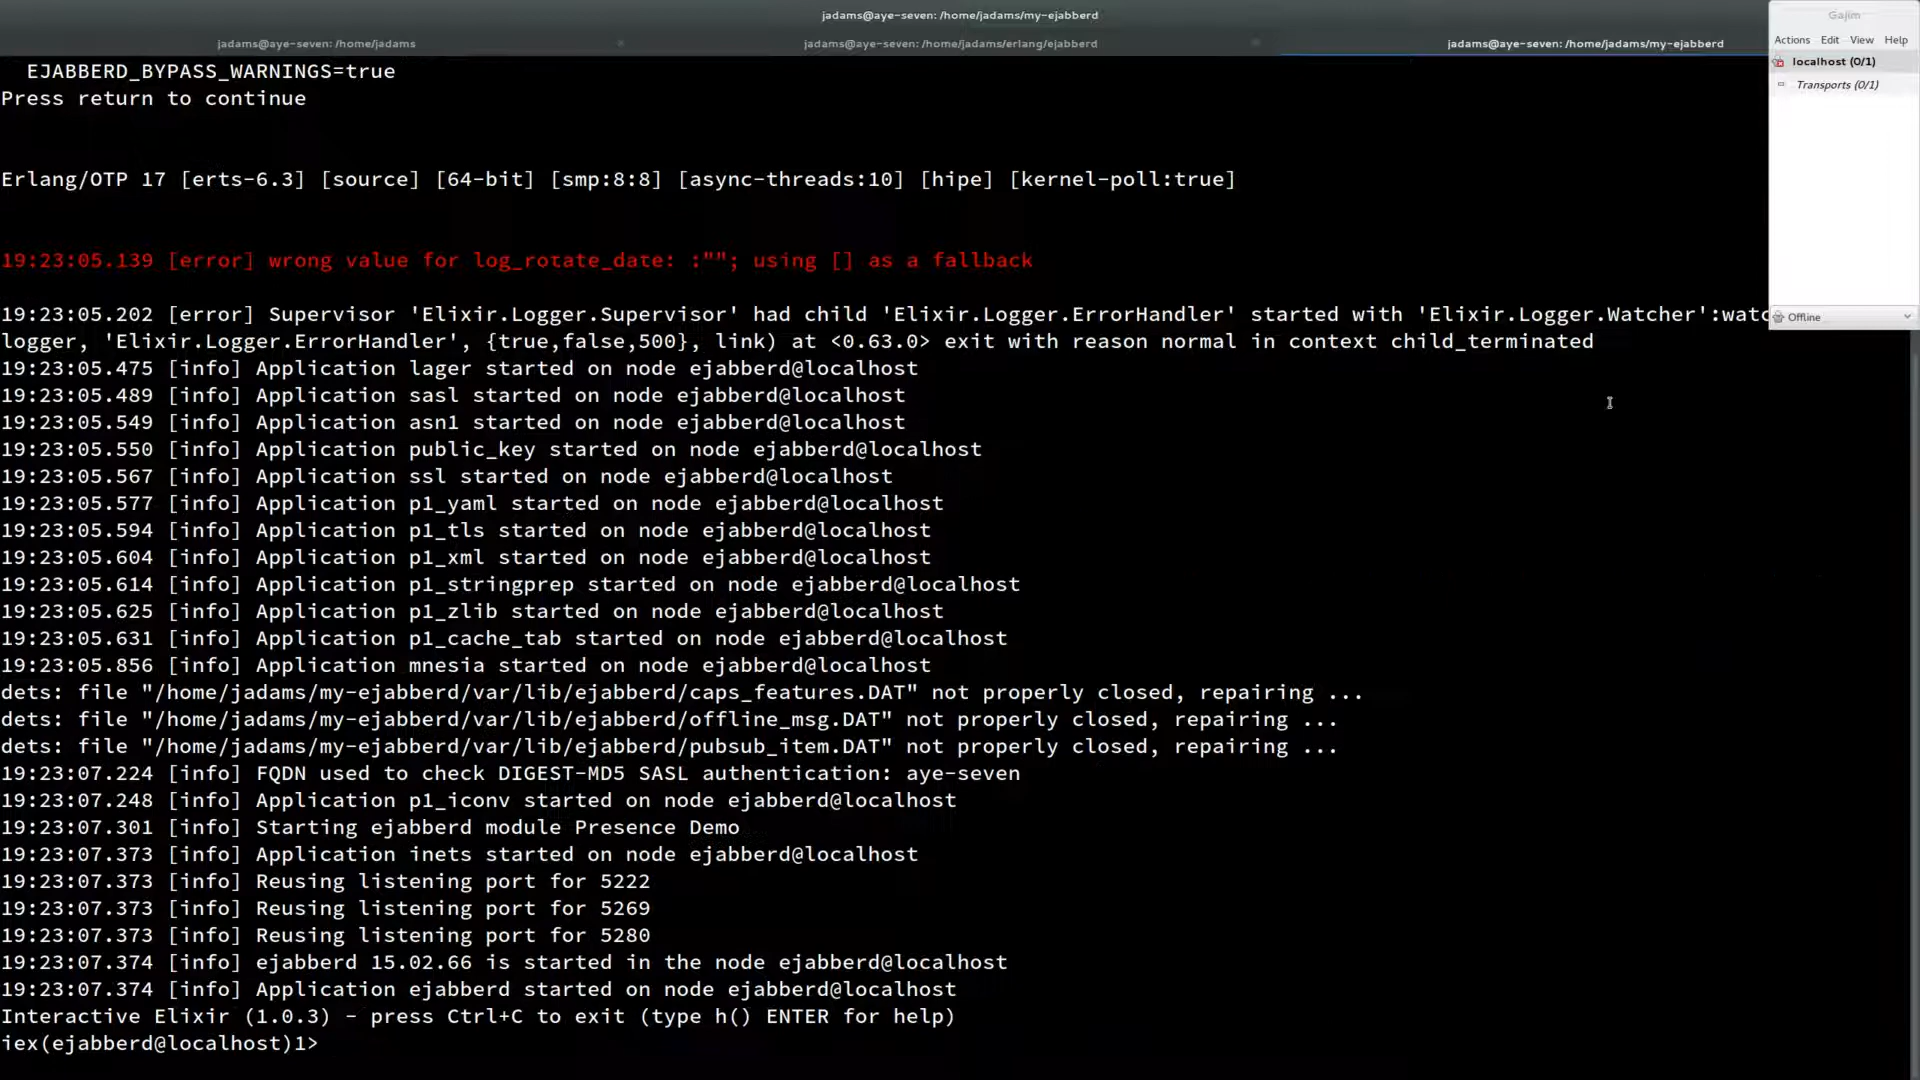 jadams@aye-seven: /home/jadams/my-ejabberd
jadams@aye-seven: /home/jadams
jadams@aye-seven: /home/jadams/erlang/ejabberd
jadams@aye-seven: /home/jadams/my-ejabberd
Gajim
Actions Edit View Help
localhost (0/1)
Transports (0/1)
Offline
EJABBERD_BYPASS_WARNINGS=true
Press return to continue
Erlang/OTP 17 [erts-6.3] [source] [64-bit] [smp:8:8] [async-threads:10] [hipe] [kernel-poll:true]
19:23:05.139 [error] wrong value for log_rotate_date: :""; using [] as a fallback
19:23:05.202 [error] Supervisor 'Elixir.Logger.Supervisor' had child 'Elixir.Logger.ErrorHandler' started with 'Elixir.Logger.Watcher':watc
logger, 'Elixir.Logger.ErrorHandler', {true,false,500}, link) at <0.63.0> exit with reason normal in context child_terminated
19:23:05.475 [info] Application lager started on node ejabberd@localhost
19:23:05.489 [info] Application sasl started on node ejabberd@localhost
19:23:05.549 [info] Application asn1 started on node ejabberd@localhost
19:23:05.550 [info] Application public_key started on node ejabberd@localhost
19:23:05.567 [info] Application ssl started on node ejabberd@localhost
19:23:05.577 [info] Application p1_yaml started on node ejabberd@localhost
19:23:05.594 [info] Application p1_tls started on node ejabberd@localhost
19:23:05.604 [info] Application p1_xml started on node ejabberd@localhost
19:23:05.614 [info] Application p1_stringprep started on node ejabberd@localhost
19:23:05.625 [info] Application p1_zlib started on node ejabberd@localhost
19:23:05.631 [info] Application p1_cache_tab started on node ejabberd@localhost
19:23:05.856 [info] Application mnesia started on node ejabberd@localhost
dets: file "/home/jadams/my-ejabberd/var/lib/ejabberd/caps_features.DAT" not properly closed, repairing ...
dets: file "/home/jadams/my-ejabberd/var/lib/ejabberd/offline_msg.DAT" not properly closed, repairing ...
dets: file "/home/jadams/my-ejabberd/var/lib/ejabberd/pubsub_item.DAT" not properly closed, repairing ...
19:23:07.224 [info] FQDN used to check DIGEST-MD5 SASL authentication: aye-seven
19:23:07.248 [info] Application p1_iconv started on node ejabberd@localhost
19:23:07.301 [info] Starting ejabberd module Presence Demo
19:23:07.373 [info] Application inets started on node ejabberd@localhost
19:23:07.373 [info] Reusing listening port for 5222
19:23:07.373 [info] Reusing listening port for 5269
19:23:07.373 [info] Reusing listening port for 5280
19:23:07.374 [info] ejabberd 15.02.66 is started in the node ejabberd@localhost
19:23:07.374 [info] Application ejabberd started on node ejabberd@localhost
Interactive Elixir (1.0.3) - press Ctrl+C to exit (type h() ENTER for help)
iex(ejabberd@localhost)1>